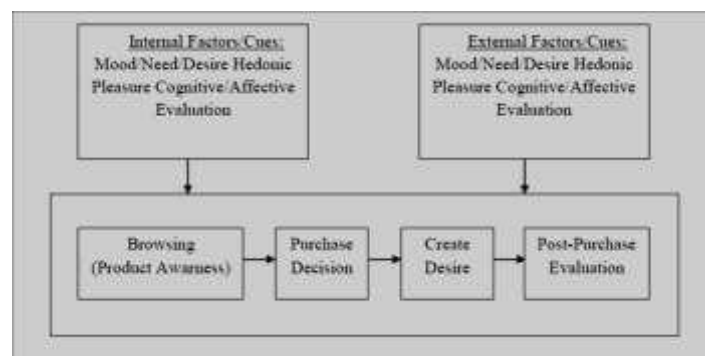 Internal Factors/Cues:
Mood/Need/Desire Hedonic
Pleasure Cognitive/Affective
Evaluation
External Factors/Cues:
Mood/Need/Desire Hedonic
Pleasure Cognitive/Affective
Evaluation
Browsing
(Product Awarness)
Purchase
Decision
Create
Desire
Post-Purchase
Evaluation